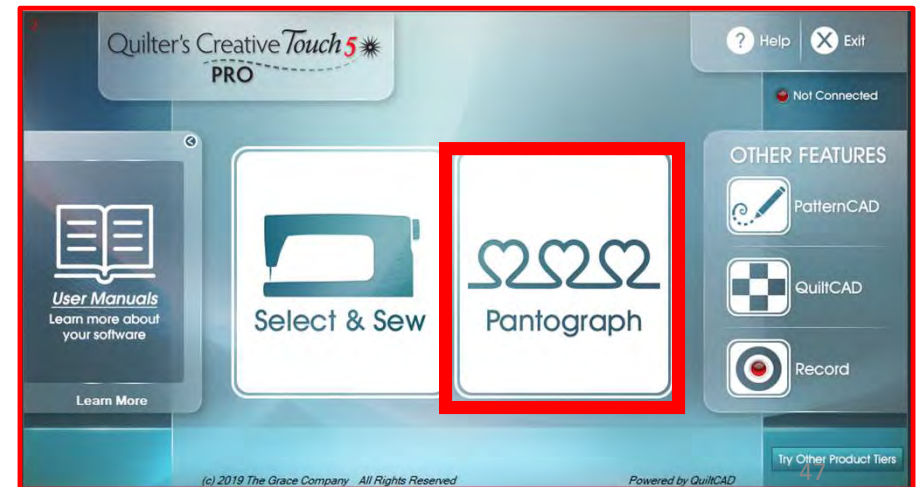 Quilter's Creative Touch 5
PRO
Help
Exit
Not Connected
User Manuals
Learn more about
your software
Learn More
Select & Sew
Pantograph
OTHER FEATURES
PatternCAD
QuiltCAD
Record
Try Other Product Tiers
47
(c) 2019 The Grace Company All Rights Reserved
Powered by QuiltCAD